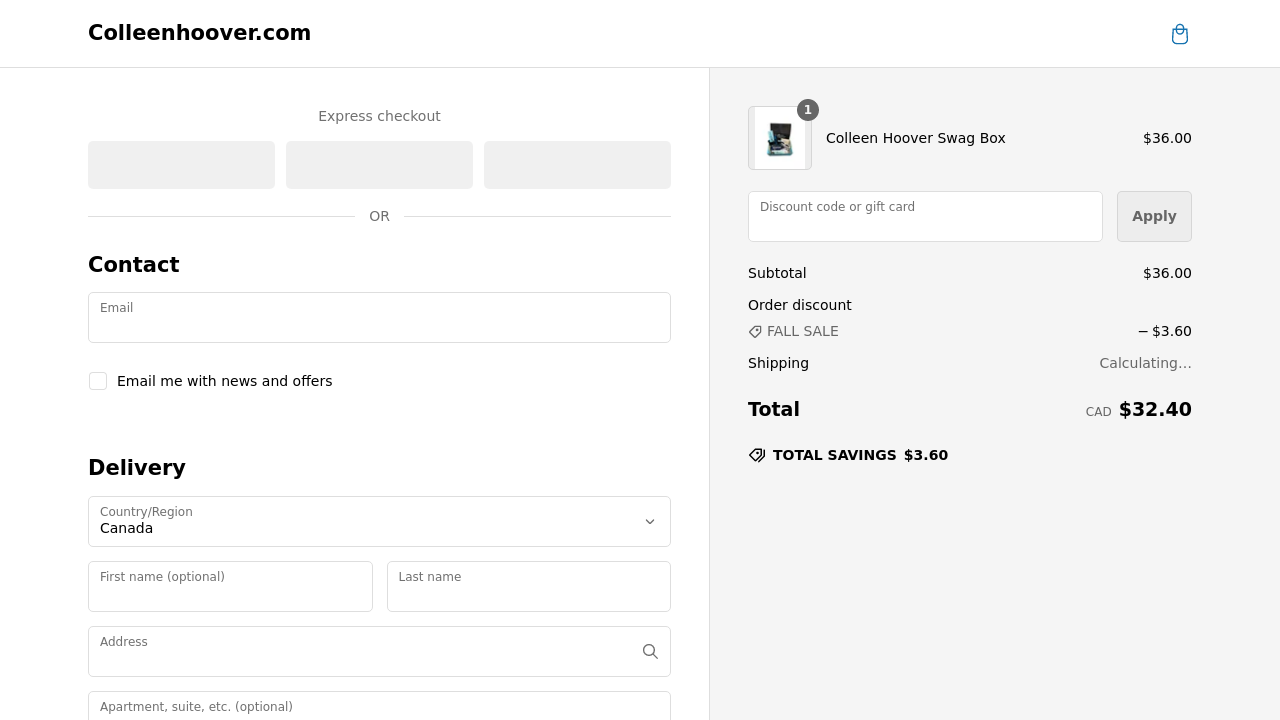 Colleenhoover.com
Express checkout
OR
Contact
Email
Email me with news and offers
Delivery
Country/Region
Canada
First name (optional)
Last name
Address
Apartment, suite, etc. (optional)
1
Colleen Hoover Swag Box $36.00
Discount code or gift card
Apply
Subtotal $36.00
Order discount
FALL SALE − $3.60
Shipping Calculating...
Total CAD $32.40
TOTAL SAVINGS $3.60